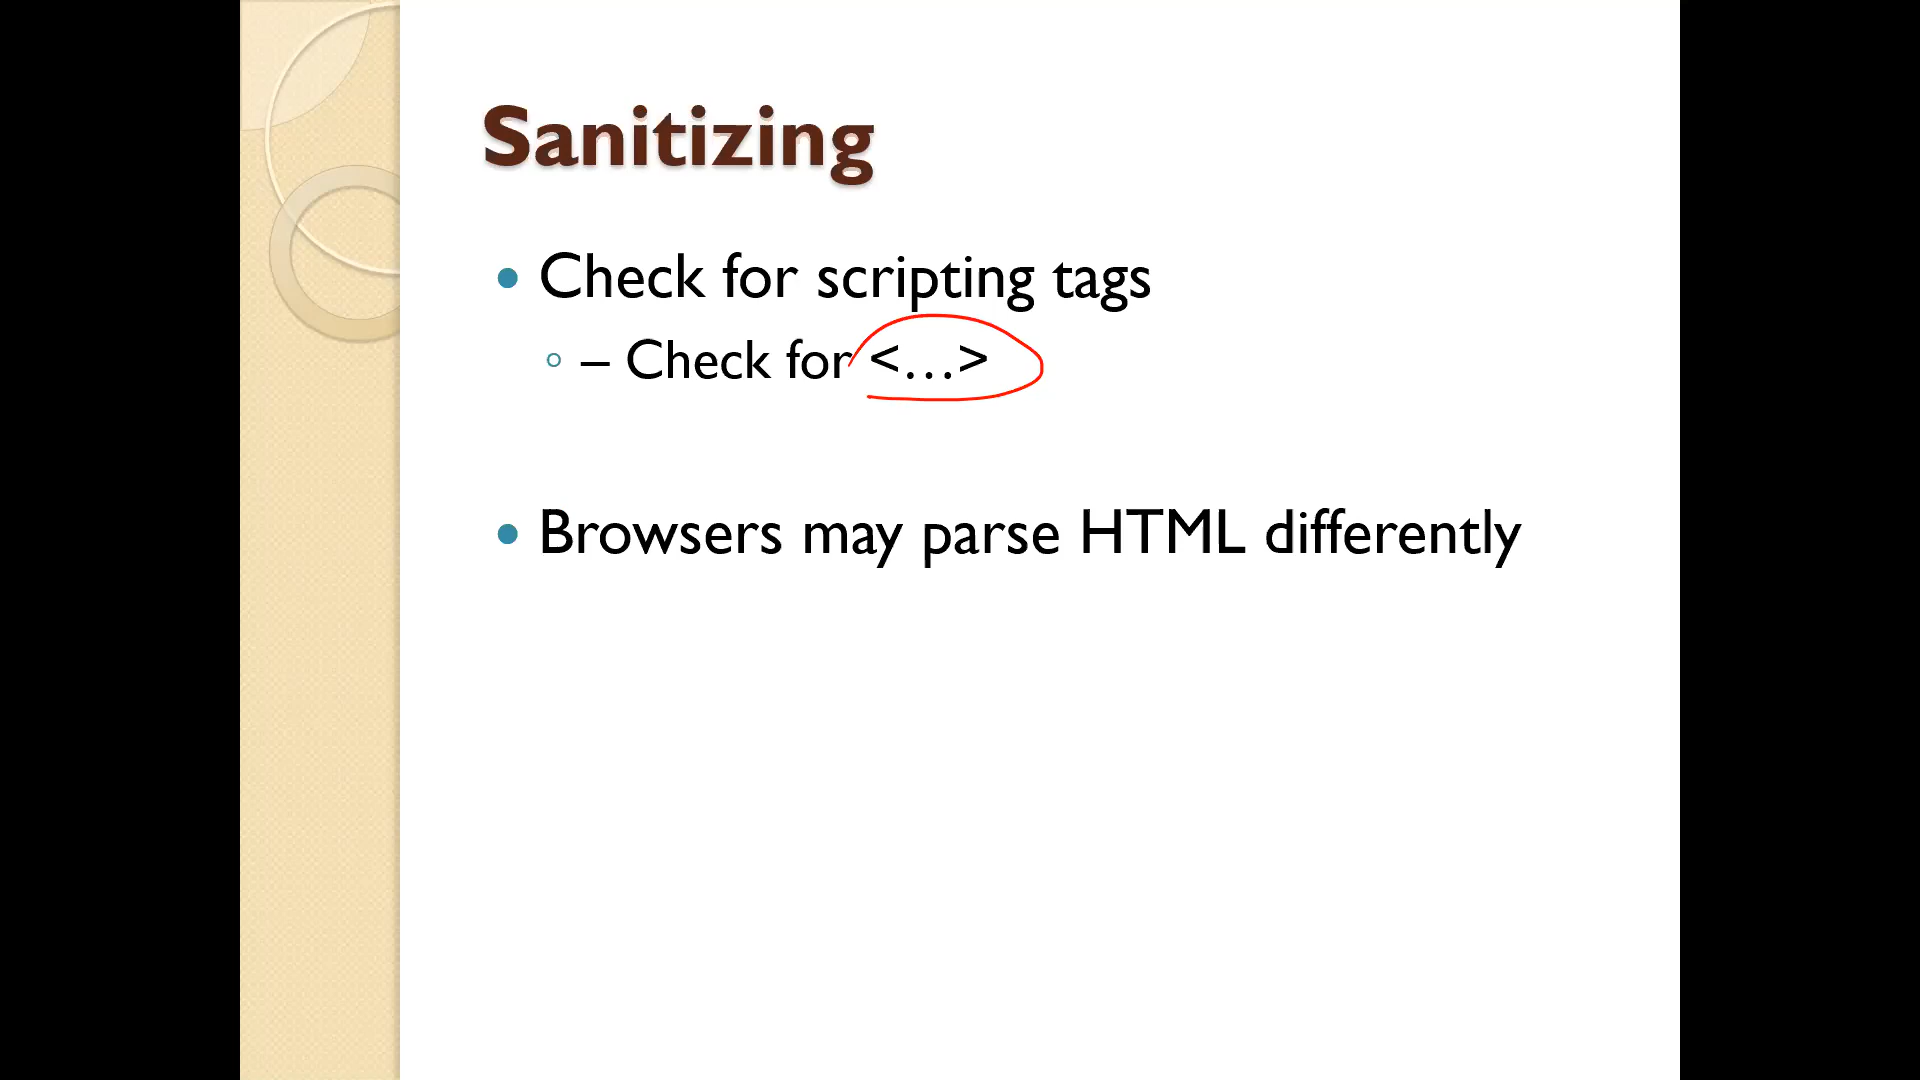 Sanitizing
• Check for scripting tags
◦ – Check for <…>
• Browsers may parse HTML differently